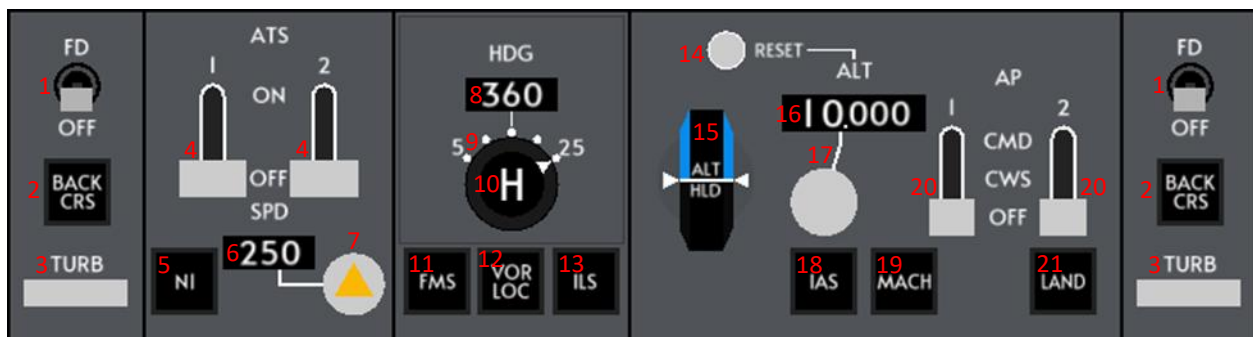 FD
1
OFF
2 BACK
CRS
3 TURB
ATS
1 2
ON
4 4
OFF
SPD
6 250 7
5 N1
HDG
8 360
9
5 25
10 H
11 FMS
12 VOR
LOC
13 ILS
14 RESET
ALT
15
16 10.000
17
ALT
HLD
AP
1 2
CMD
CWS
20 20
OFF
18 IAS
19 MACH
21 LAND
FD
1
OFF
2 BACK
CRS
3 TURB